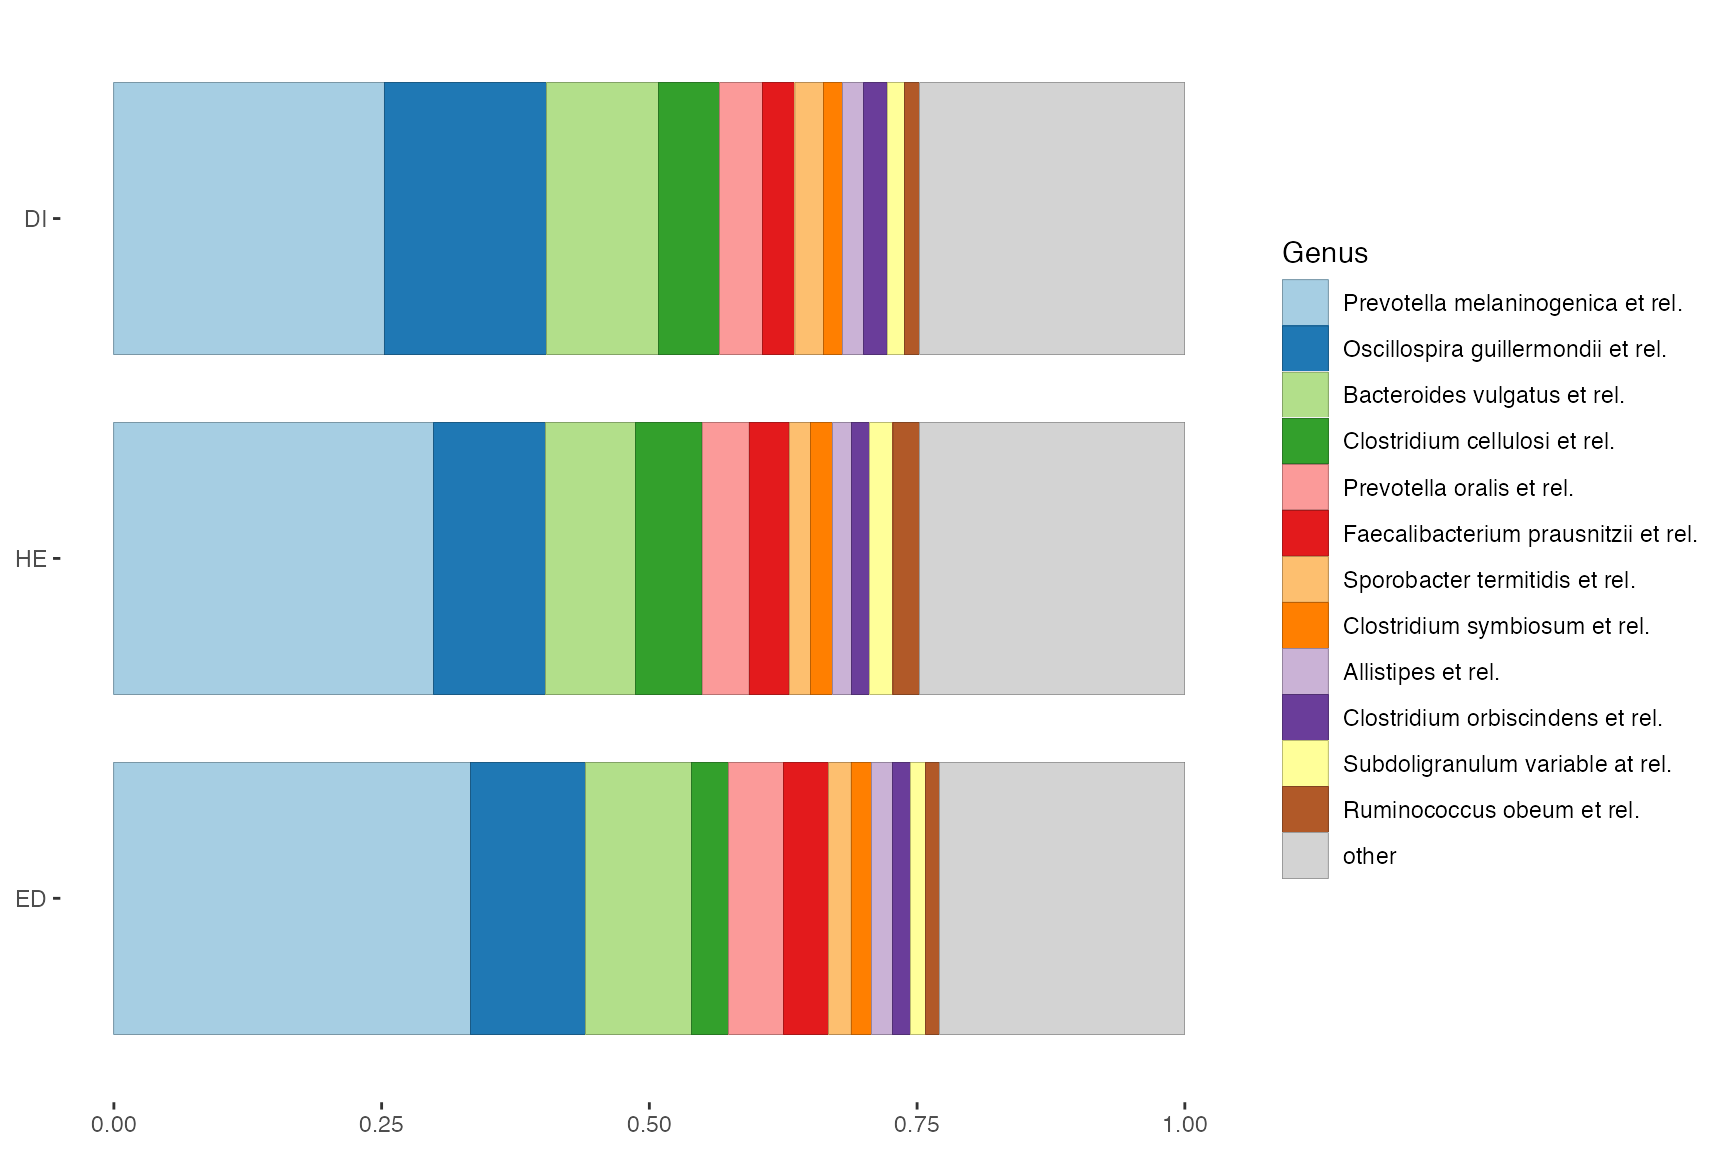 DI
HE
ED
0.00 0.25 0.50 0.75 1.00
Genus
Prevotella melaninogenica et rel.
Oscillospira guillermondii et rel.
Bacteroides vulgatus et rel.
Clostridium cellulosi et rel.
Prevotella oralis et rel.
Faecalibacterium prausnitzii et rel.
Sporobacter termitidis et rel.
Clostridium symbiosum et rel.
Allistipes et rel.
Clostridium orbiscindens et rel.
Subdoligranulum variable at rel.
Ruminococcus obeum et rel.
other